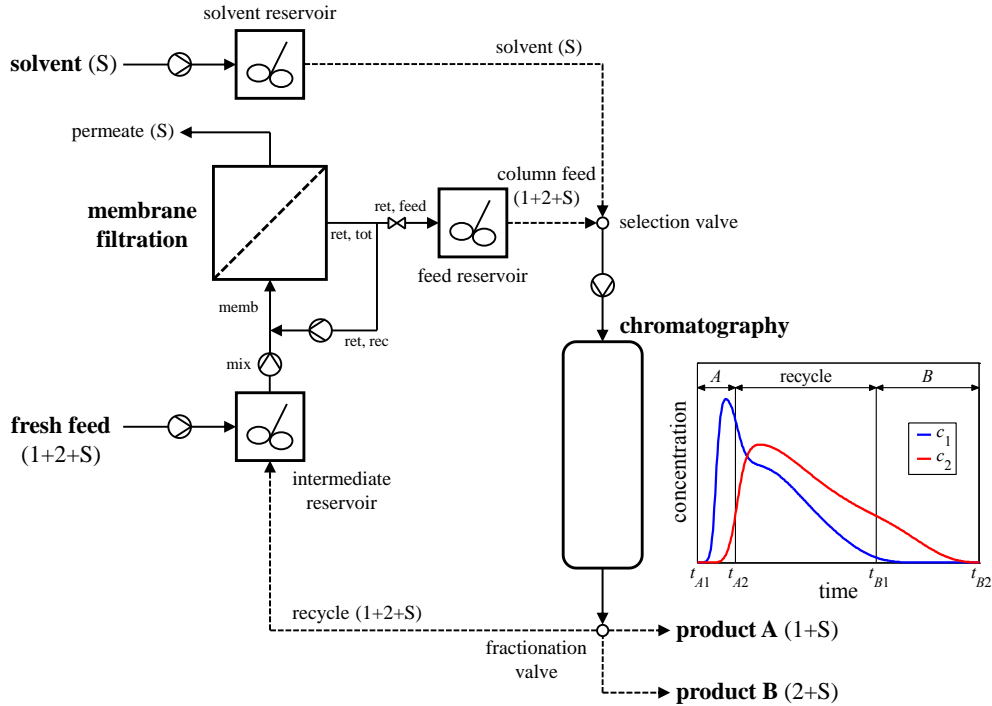 solvent reservoir
solvent (S)
solvent (S)
permeate (S)
membrane
filtration
ret, tot
ret, feed
column feed
(1+2+S)
selection valve
feed reservoir
memb
ret, rec
mix
chromatography
fresh feed
(1+2+S)
intermediate
reservoir
recycle (1+2+S)
fractionation
valve
product A (1+S)
product B (2+S)
A recycle B
concentration
c1
c2
tA1 tA2 tB1 tB2
time